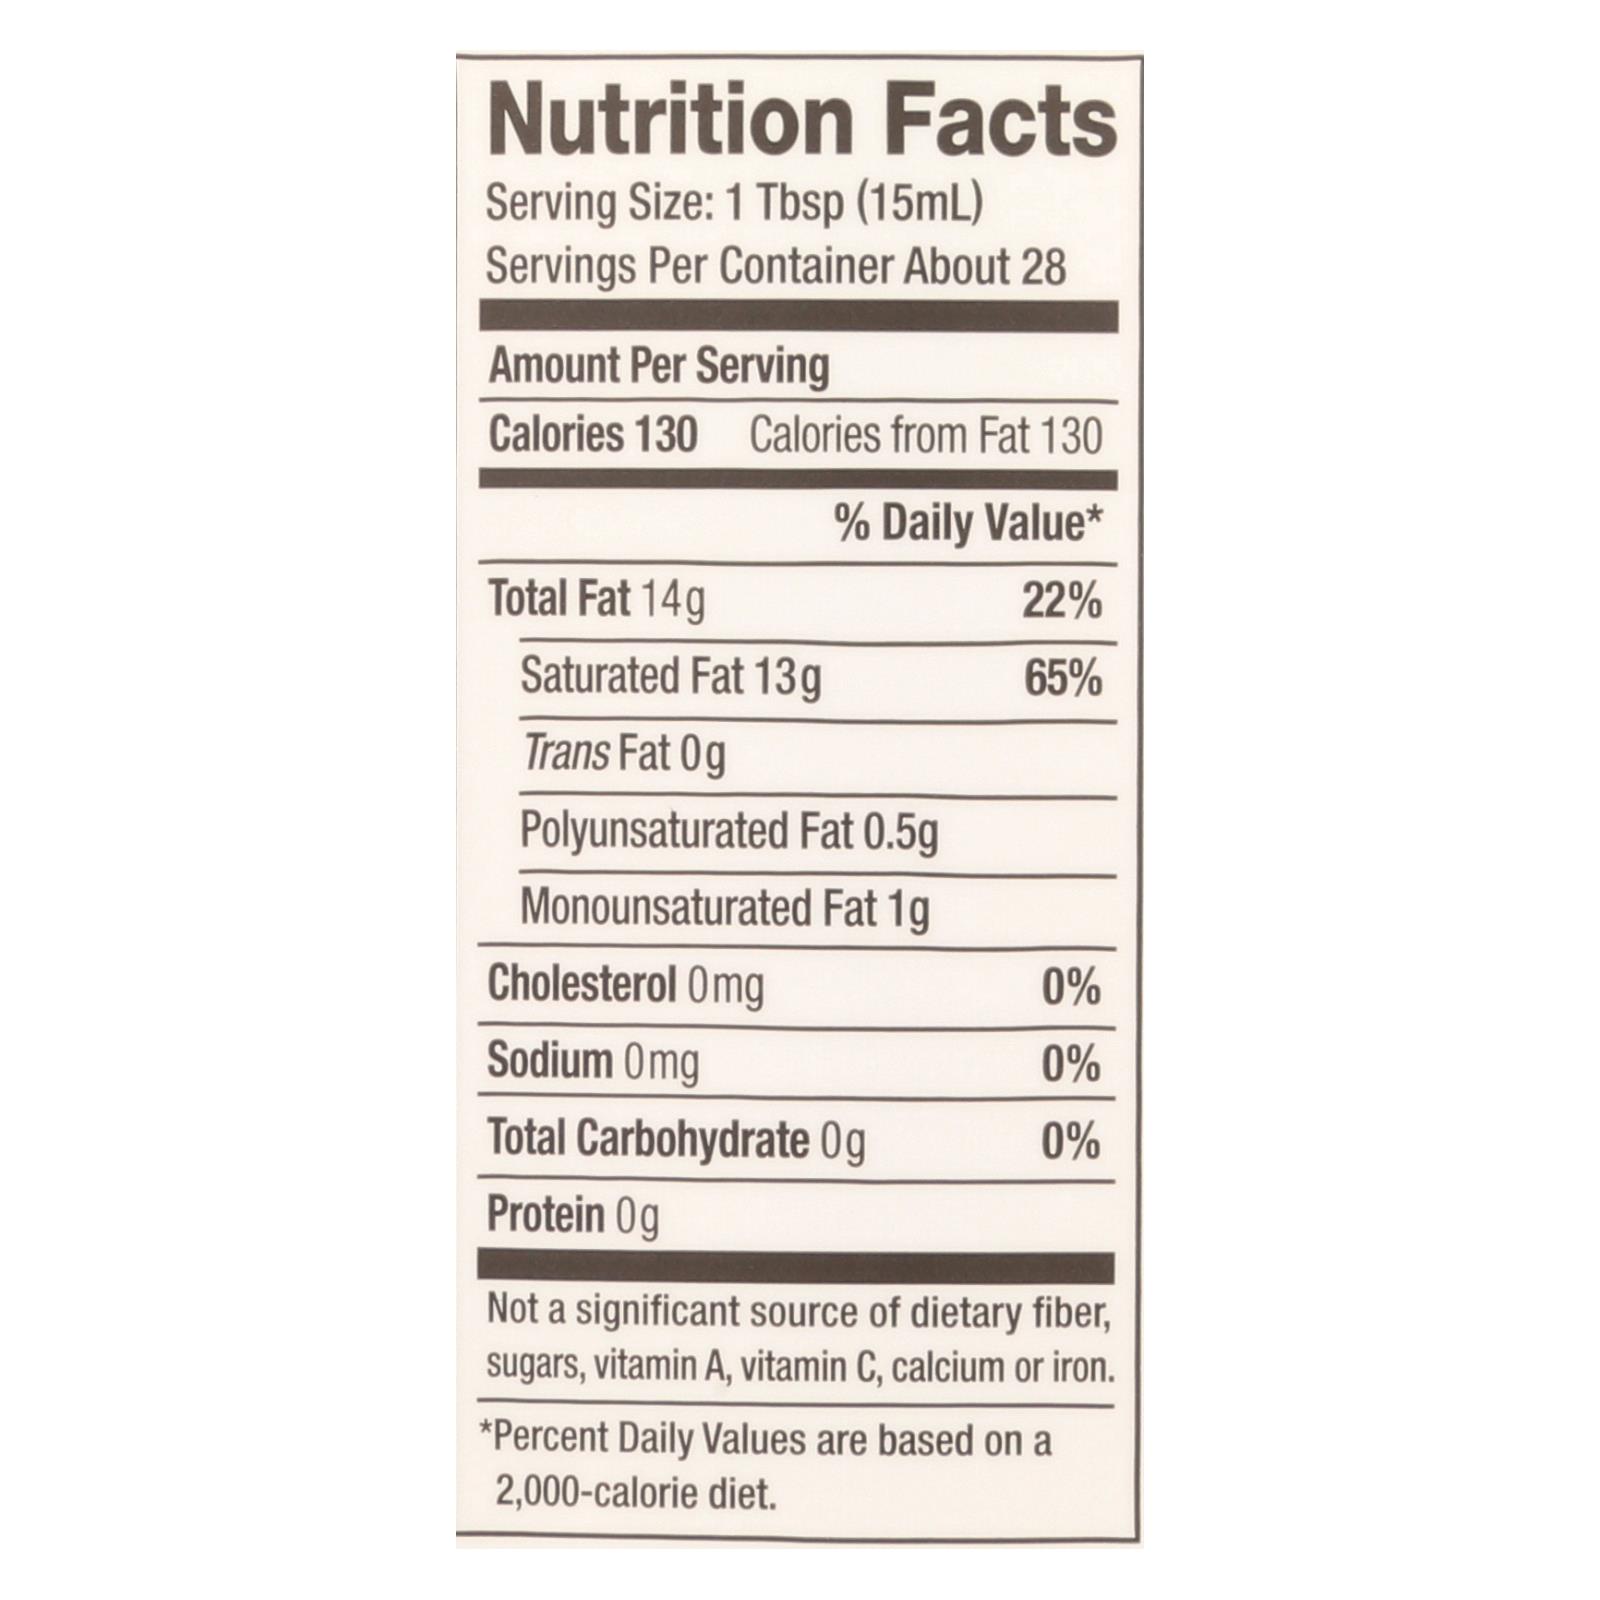 Nutrition Facts
Serving Size: 1 Tbsp (15mL)
Servings Per Container About 28
Amount Per Serving
Calories 130 Calories from Fat 130
% Daily Value*
Total Fat 14g 22%
Saturated Fat 13g 65%
Trans Fat 0g
Polyunsaturated Fat 0.5g
Monounsaturated Fat 1g
Cholesterol 0mg 0%
Sodium 0mg 0%
Total Carbohydrate 0g 0%
Protein 0g
Not a significant source of dietary fiber,
sugars, vitamin A, vitamin C, calcium or iron.
*Percent Daily Values are based on a
2,000-calorie diet.